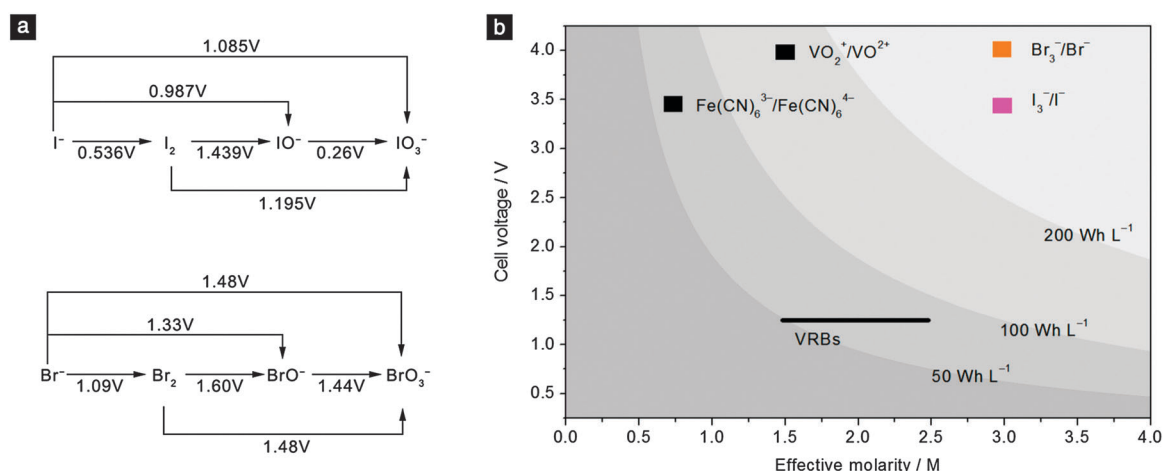 a
1.085V
0.987V
I⁻ I₂ IO⁻ IO₃⁻
0.536V 1.439V 0.26V
1.195V
1.48V
1.33V
Br⁻ Br₂ BrO⁻ BrO₃⁻
1.09V 1.60V 1.44V
1.48V
b
Cell voltage / V
4.0
3.5
3.0
2.5
2.0
1.5
1.0
0.5
VO₂⁺/VO²⁺
Br₃⁻/Br⁻
Fe(CN)₆³⁻/Fe(CN)₆⁴⁻
I₃⁻/I⁻
200 Wh L⁻¹
100 Wh L⁻¹
VRBs
50 Wh L⁻¹
0.0 0.5 1.0 1.5 2.0 2.5 3.0 3.5 4.0
Effective molarity / M